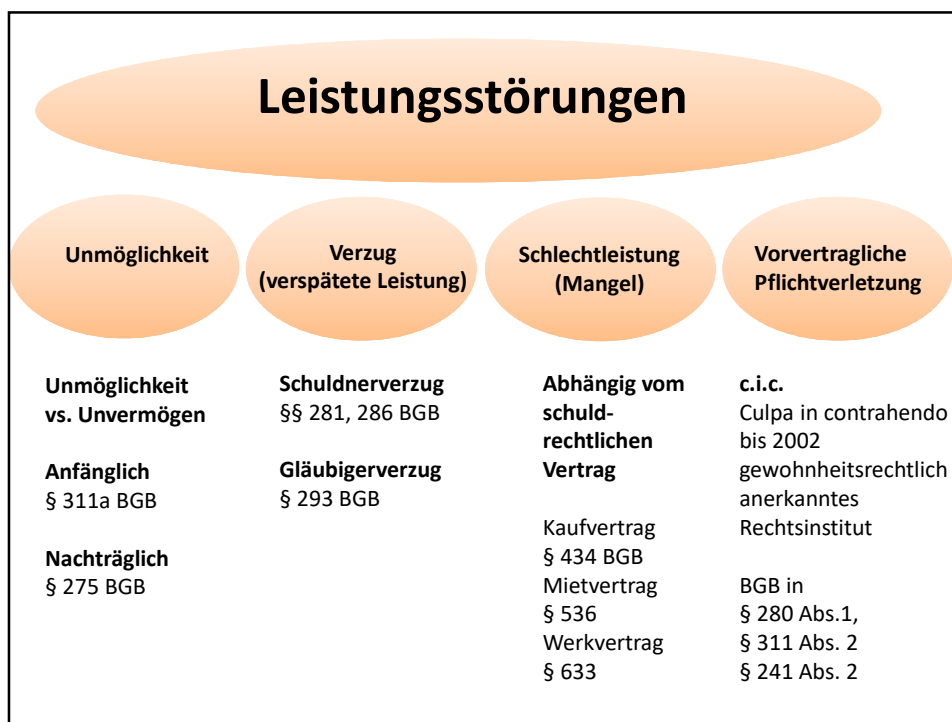 Leistungsstörungen
Unmöglichkeit
Verzug
(verspätete Leistung)
Schlechtleistung
(Mangel)
Vorvertragliche
Pflichtverletzung
Unmöglichkeit
vs. Unvermögen
Anfänglich
§ 311a BGB
Nachträglich
§ 275 BGB
Schuldnerverzug
§§ 281, 286 BGB
Gläubigerverzug
§ 293 BGB
Abhängig vom
schuld-
rechtlichen
Vertrag
Kaufvertrag
§ 434 BGB
Mietvertrag
§ 536
Werkvertrag
§ 633
c.i.c.
Culpa in contrahendo
bis 2002
gewohnheitsrechtlich
anerkanntes
Rechtsinstitut
BGB in
§ 280 Abs.1,
§ 311 Abs. 2
§ 241 Abs. 2